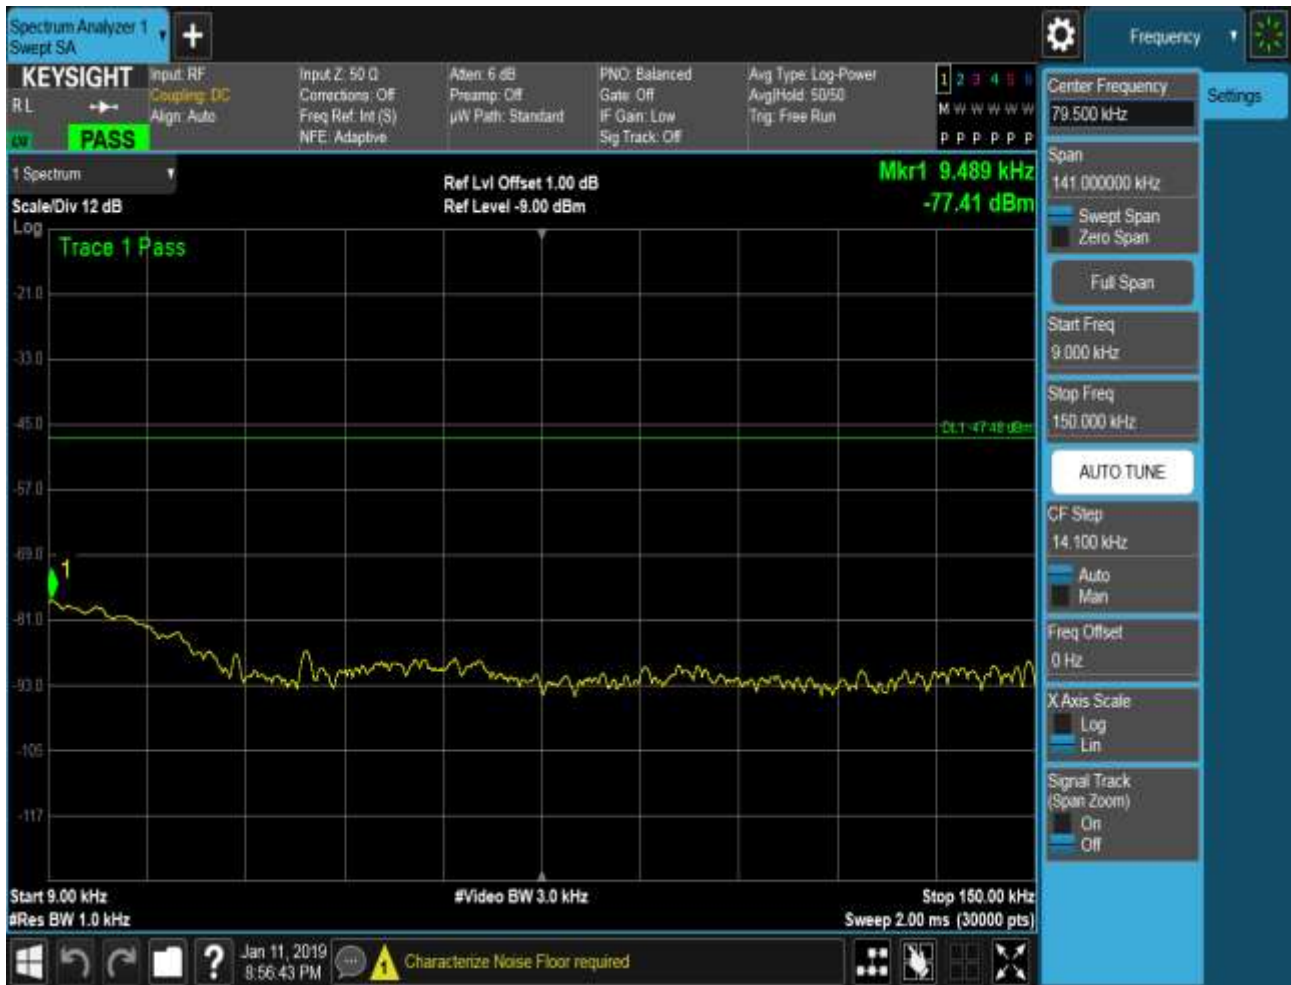 Spectrum Analyzer 1
Swept SA
Frequency
KEYSIGHT
R L
PASS
Input: RF
Coupling: DC
Align: Auto
Input Z: 50 Ω
Corrections: Off
Freq Ref: Int (S)
NFE: Adaptive
Atten: 6 dB
Preamp: Off
µW Path: Standard
PNO: Balanced
Gate: Off
IF Gain: Low
Sig Track: Off
Avg Type: Log-Power
Avg|Hold: 50/50
Trig: Free Run
1 2 3 4 5 6
M W W W W W
P P P P P P
1 Spectrum
Scale/Div 12 dB
Log
Ref Lvl Offset 1.00 dB
Ref Level -9.00 dBm
Mkr1 9.489 kHz
-77.41 dBm
Trace 1 Pass
-21.0
-33.0
-45.0
DL1 -47.48 dBm
-57.0
-69.0
1
-81.0
-93.0
-105
-117
Start 9.00 kHz
#Res BW 1.0 kHz
#Video BW 3.0 kHz
Stop 150.00 kHz
Sweep 2.00 ms (30000 pts)
Center Frequency
79.500 kHz
Settings
Span
141.000000 kHz
Swept Span
Zero Span
Full Span
Start Freq
9.000 kHz
Stop Freq
150.000 kHz
AUTO TUNE
CF Step
14.100 kHz
Auto
Man
Freq Offset
0 Hz
X Axis Scale
Log
Lin
Signal Track
(Span Zoom)
On
Off
?
Jan 11, 2019
8:56:43 PM
1
Characterize Noise Floor required